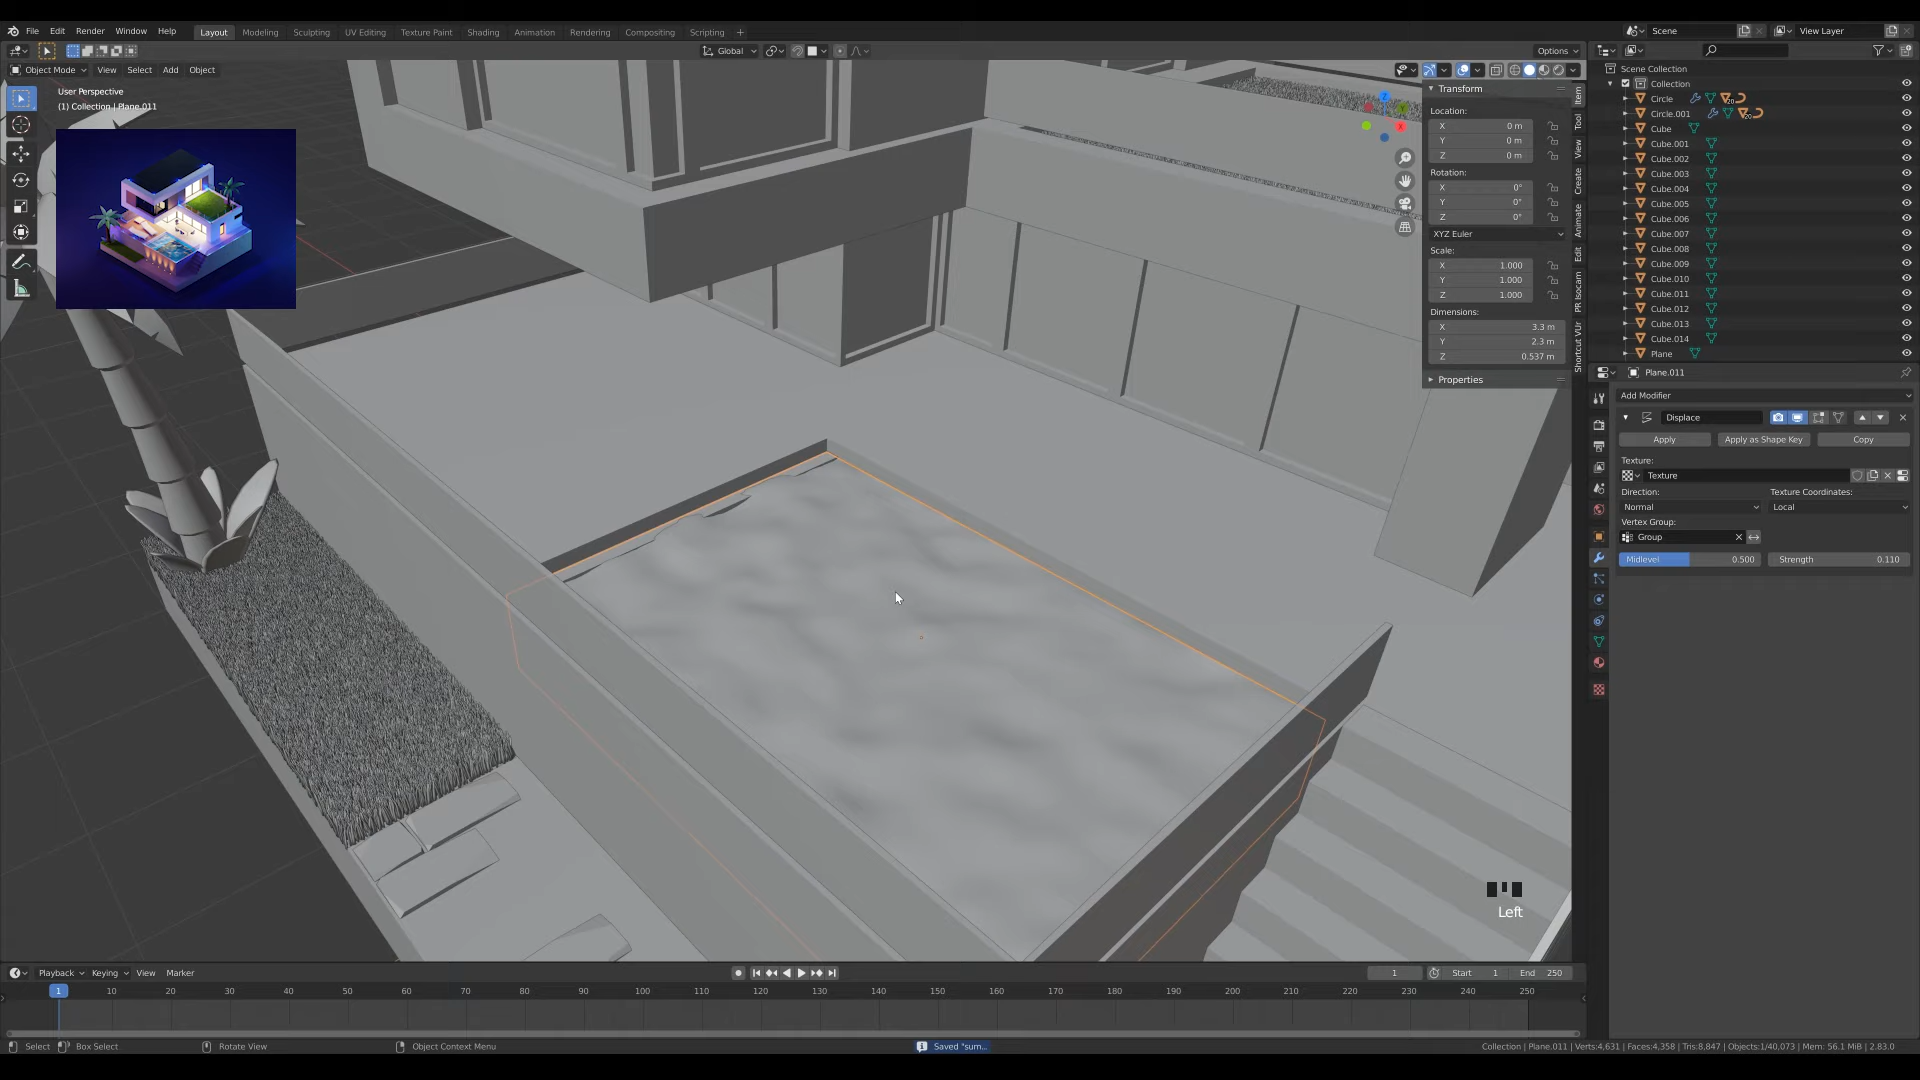 File Edit Render Window Help Layout Modeling Sculpting UV Editing Texture Paint Shading Animation Rendering Compositing Scripting +
Scene View Layer
Global Options
Object Mode View Select Add Object
User Perspective
(1) Collection | Plane.011
Transform
Location:
X 0 m
Y 0 m
Z 0 m
Rotation:
X 0°
Y 0°
Z 0°
XYZ Euler
Scale:
X 1.000
Y 1.000
Z 1.000
Dimensions:
X 3.3 m
Y 2.3 m
Z 0.537 m
Properties
Item
Tool
View
Create
Animate
Edit
PR Isocam
Shortcut VUr
Scene Collection
Collection
Circle 20
Circle.001 20
Cube
Cube.001
Cube.002
Cube.003
Cube.004
Cube.005
Cube.006
Cube.007
Cube.008
Cube.009
Cube.010
Cube.011
Cube.012
Cube.013
Cube.014
Plane
Plane.011
Add Modifier
Displace
Apply Apply as Shape Key Copy
Texture:
Texture
Direction: Texture Coordinates:
Normal Local
Vertex Group:
Group
Midlevel 0.500 Strength 0.110
Left
Playback Keying View Marker 1 Start 1 End 250
1 10 20 30 40 50 60 70 80 90 100 110 120 130 140 150 160 170 180 190 200 210 220 230 240 250
Select Box Select Rotate View Object Context Menu Saved "sum... Collection | Plane.011 | Verts:4,631 | Faces:4,358 | Tris:8,847 | Objects:1/40,073 | Mem: 56.1 MiB | 2.83.0